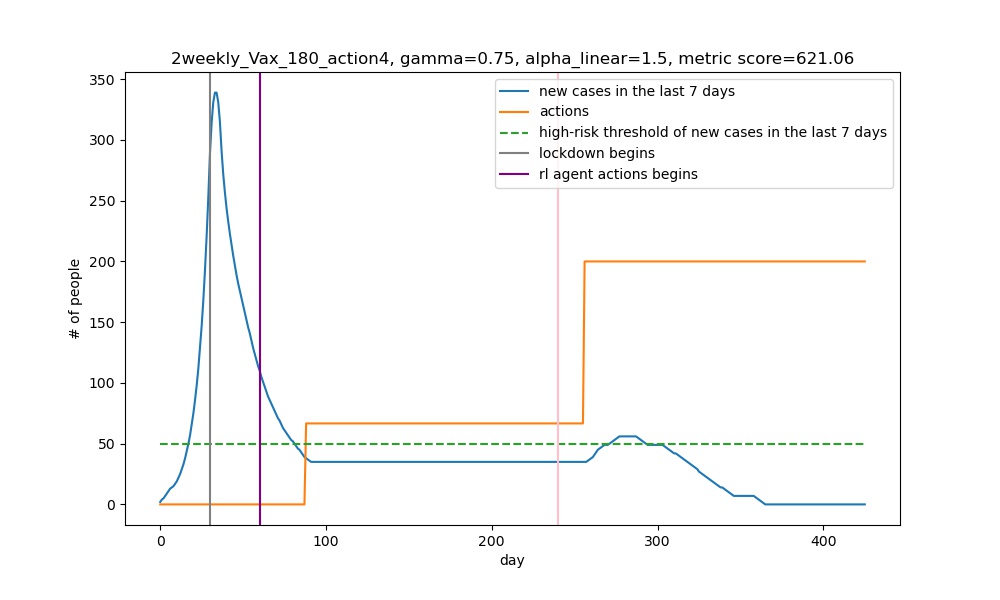 2weekly_Vax_180_action4, gamma=0.75, alpha_linear=1.5, metric score=621.06
new cases in the last 7 days
actions
high-risk threshold of new cases in the last 7 days
lockdown begins
rl agent actions begins
# of people
350
300
250
200
150
100
50
0
0
100
200
300
400
day